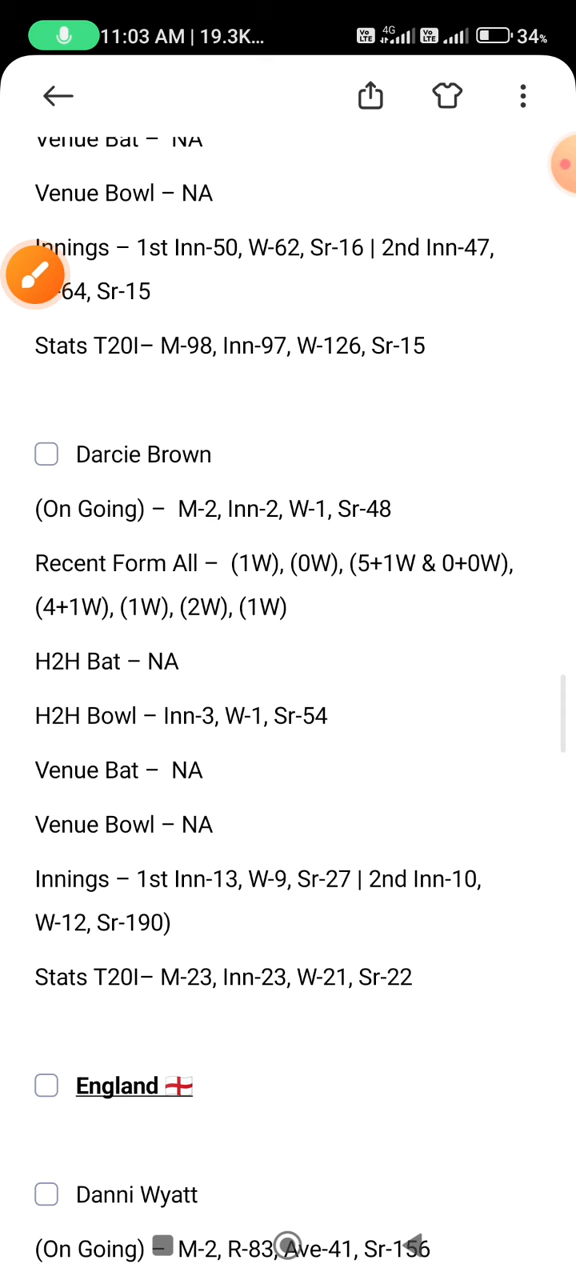 11:03 AM | 19.3K... 4G 34%
Venue Bat – NA
Venue Bowl – NA
Innings – 1st Inn-50, W-62, Sr-16 | 2nd Inn-47,
64, Sr-15
Stats T20I– M-98, Inn-97, W-126, Sr-15
Darcie Brown
(On Going) – M-2, Inn-2, W-1, Sr-48
Recent Form All – (1W), (0W), (5+1W & 0+0W),
(4+1W), (1W), (2W), (1W)
H2H Bat – NA
H2H Bowl – Inn-3, W-1, Sr-54
Venue Bat – NA
Venue Bowl – NA
Innings – 1st Inn-13, W-9, Sr-27 | 2nd Inn-10,
W-12, Sr-190)
Stats T20I– M-23, Inn-23, W-21, Sr-22
England 🏴󠁧󠁢󠁥󠁮󠁧󠁿
Danni Wyatt
(On Going) – M-2, R-83, Ave-41, Sr-156